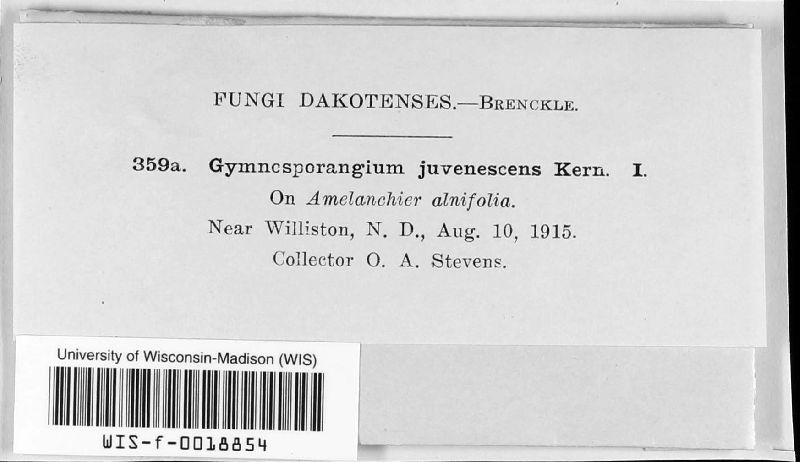 FUNGI DAKOTENSES.—BRENCKLE.
359a. Gymncsporangium juvenescens Kern. I.
On Amelanchier alnifolia.
Near Williston, N. D., Aug. 10, 1915.
Collector O. A. Stevens.
University of Wisconsin-Madison (WIS)
WIS-f-0018854